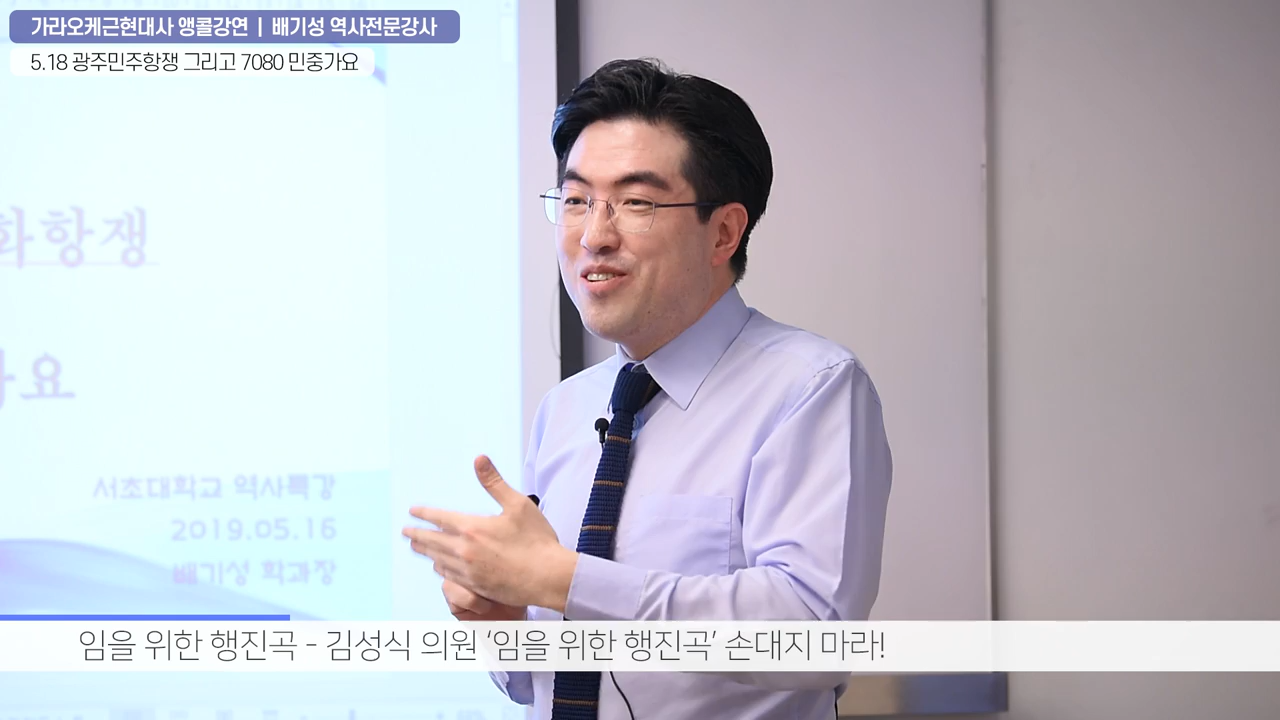 가라오케근현대사 앵콜강연 | 배기성 역사전문강사
5.18 광주민주항쟁 그리고 7080 민중가요
화항쟁
요
서초대학교 역사특강
2019.05.16
배기성 학과장
임을 위한 행진곡 - 김성식 의원 ‘임을 위한 행진곡’ 손대지 마라!